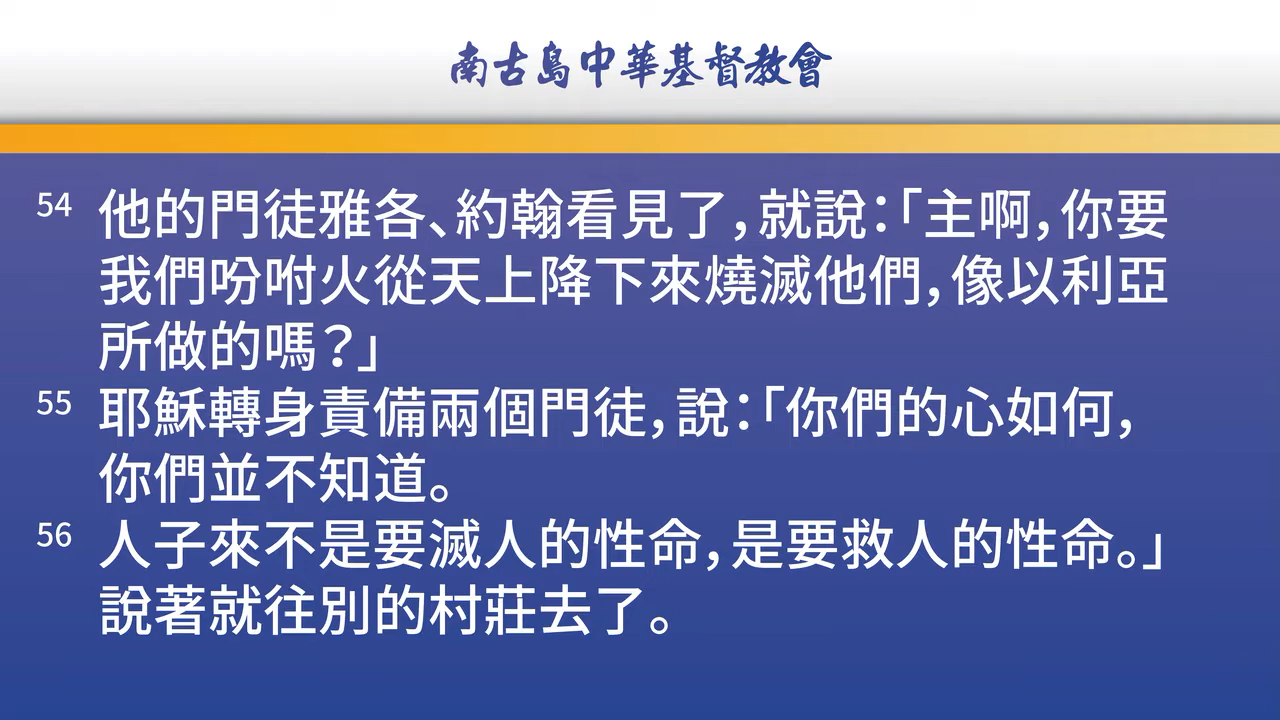 南古島中華基督教會
54 他的門徒雅各、約翰看見了，就說：「主啊，你要
我們吩咐火從天上降下來燒滅他們，像以利亞
所做的嗎？」
55 耶穌轉身責備兩個門徒，說：「你們的心如何，
你們並不知道。
56 人子來不是要滅人的性命，是要救人的性命。」
說著就往別的村莊去了。